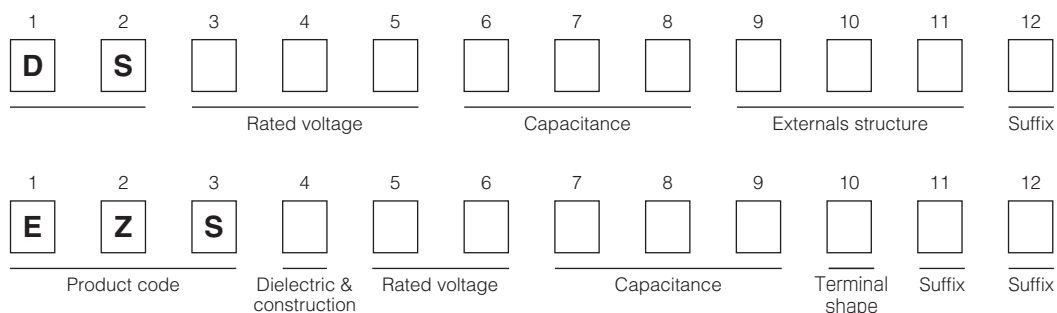 1 2 3 4 5 6 7 8 9 10 11 12
D S
Rated voltage Capacitance Externals structure Suffix
1 2 3 4 5 6 7 8 9 10 11 12
E Z S
Product code Dielectric & Rated voltage Capacitance Terminal Suffix Suffix
construction shape